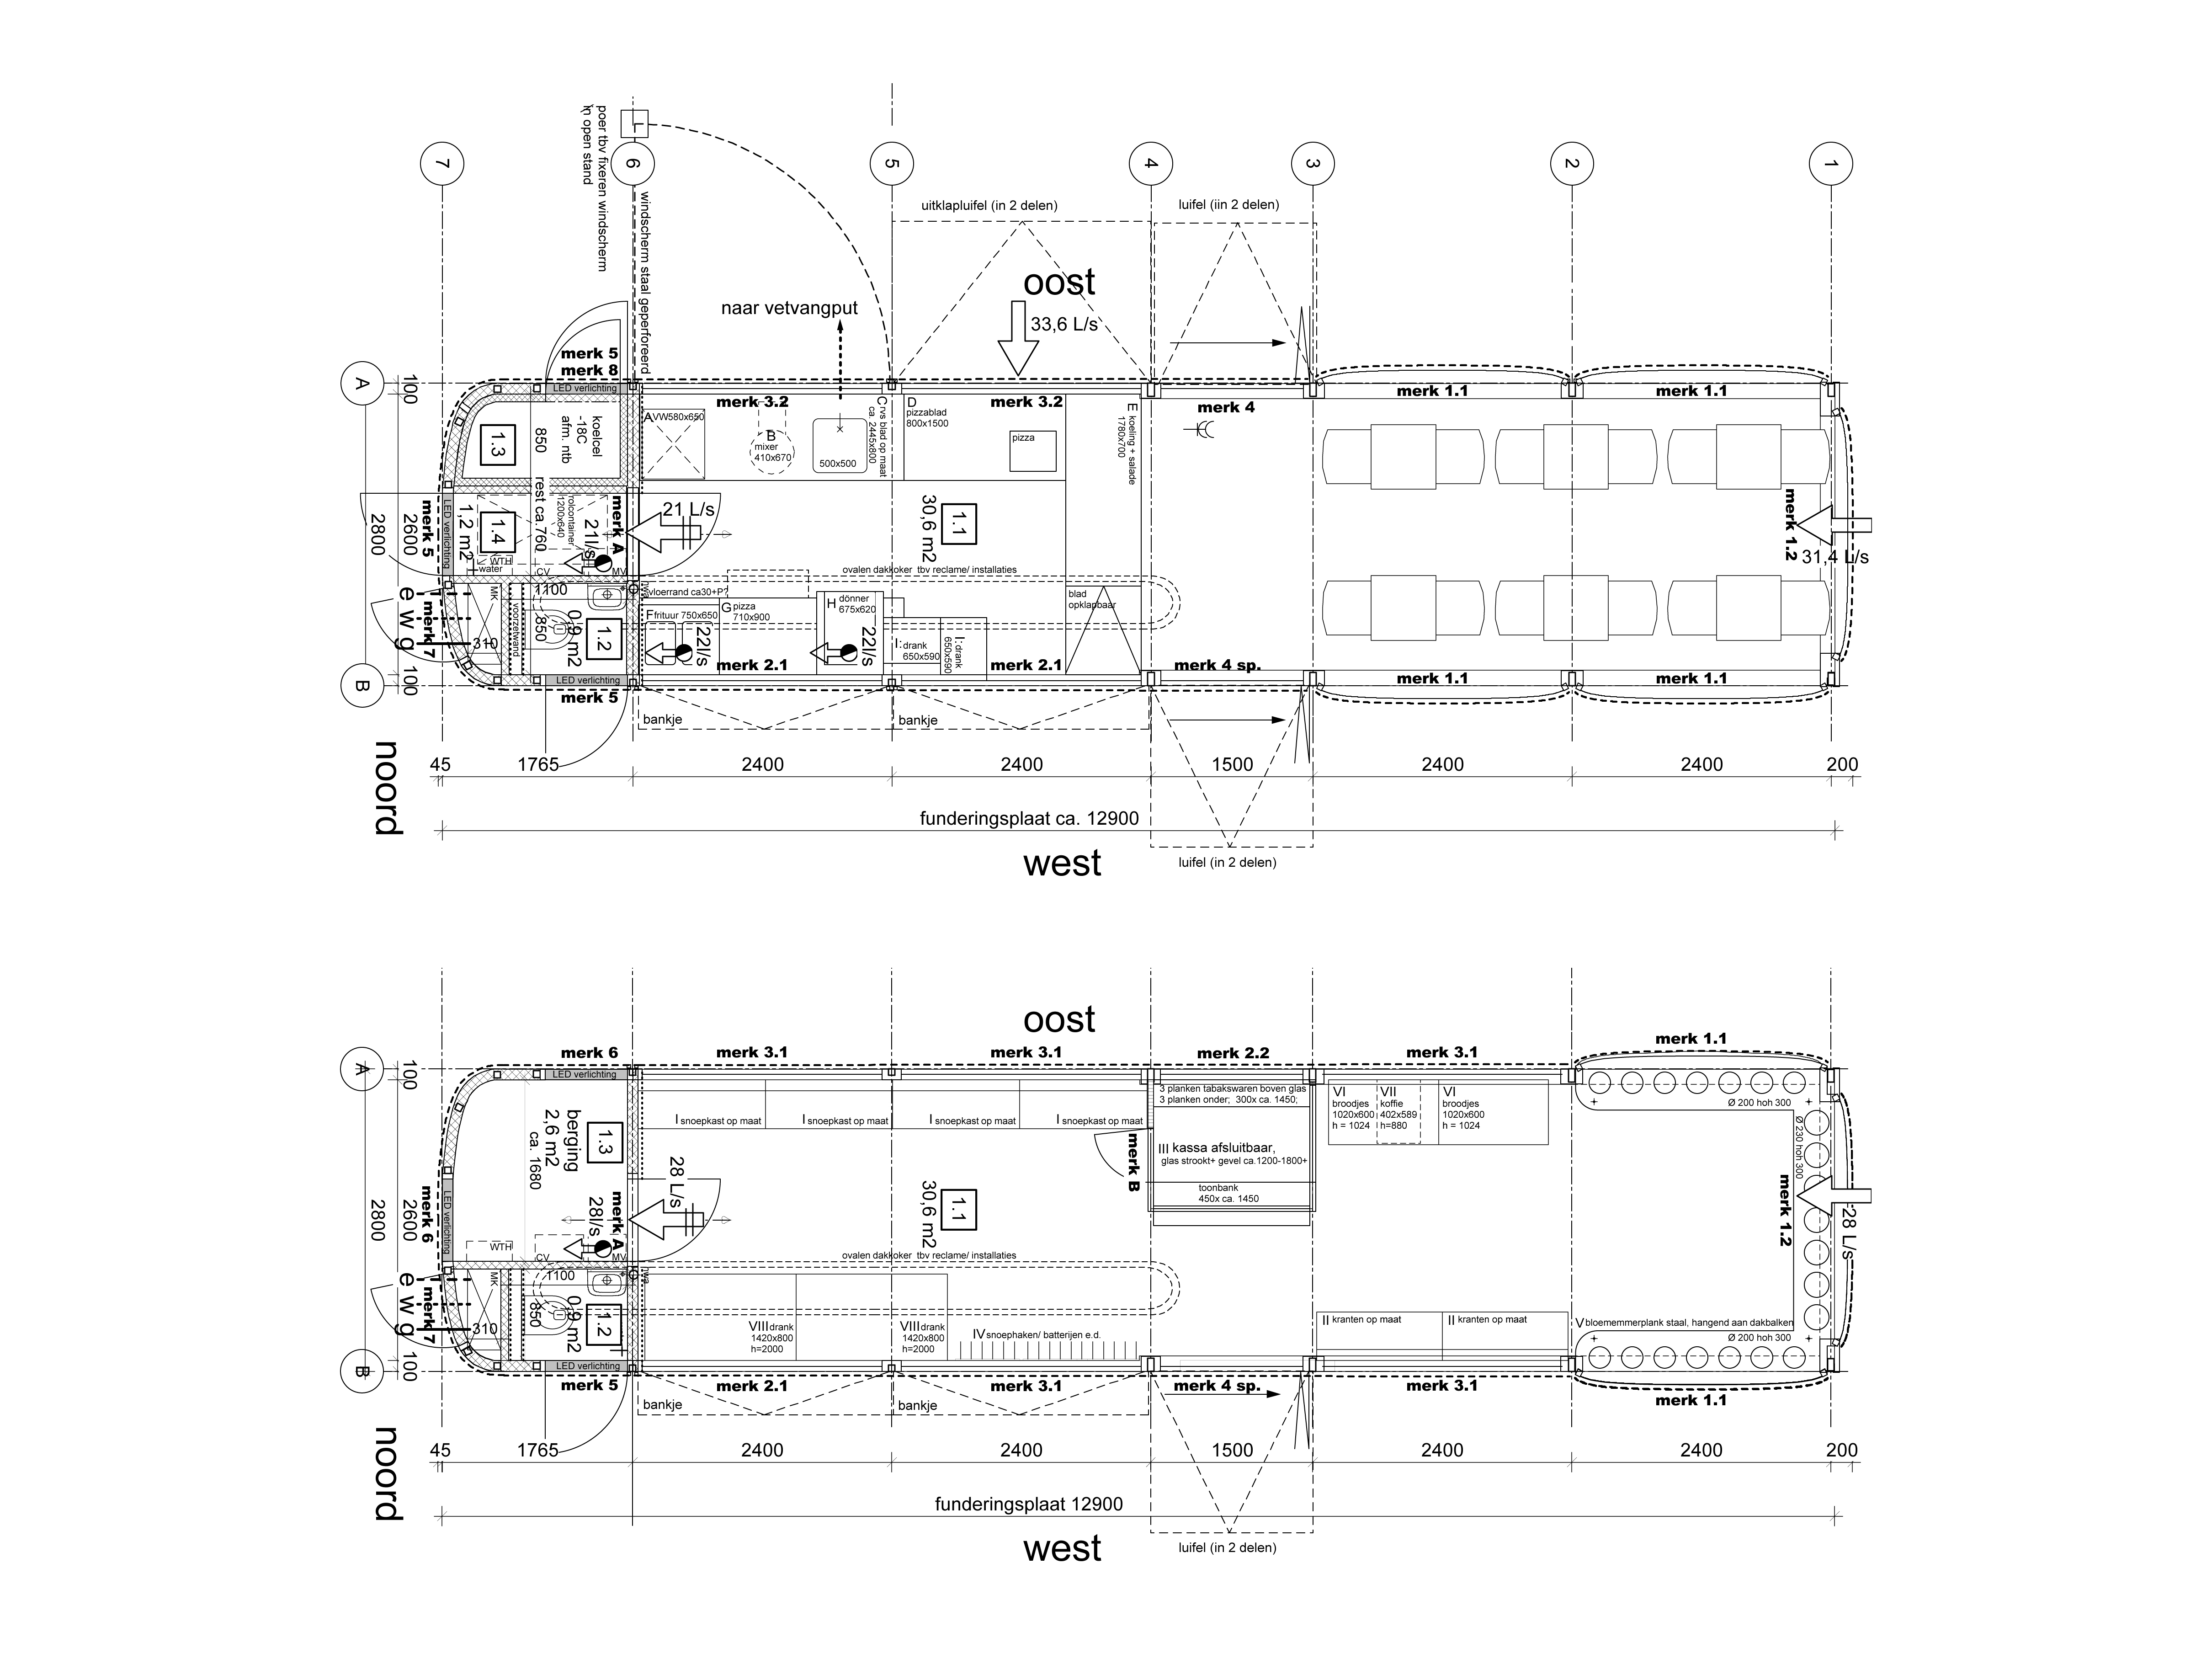 poer tbv fixeren windscherm
in open stand
7
6
5
4
3
2
1
windscherm staal geperforeerd
uitklapluifel (in 2 delen)
luifel (iin 2 delen)
oost
33,6 L/s
naar vetvangput
merk 5
merk 8
LED verlichting
A
100
merk 3.2
merk 3.2
merk 4
merk 1.1
merk 1.1
koelcel
-18C
afm. ntb
1.3
850
A VW580x650
B
mixer
410x670
500x500
C rvs blad op maat
ca. 2445x800
D
pizzablad
800x1500
pizza
E koeling + salade
1780x700
2800
2600
merk 5
LED verlichting
1,2 m2
1.4
rest ca.760
rolcontainer
1200x640
21l/s
merk A
21 L/s
30,6 m2
1.1
merk 1.2
31,4 L/s
WTH
water
CV
MV
ovalen dakkoker tbv reclame/ installaties
1100
vloerrand ca30+P?
hwa
e w g
merk 7
MK
310
voorzetwand
850
0,9 m2
1.2
F frituur 750x650
22l/s
G pizza
710x900
H dönner
675x620
22l/s
I: drank
650x590
I: drank
650x590
blad
opklapbaar
merk 2.1
merk 2.1
merk 4 sp.
merk 1.1
merk 1.1
B
100
LED verlichting
merk 5
bankje
bankje
noord
45
1765
2400
2400
1500
2400
2400
200
funderingsplaat ca. 12900
west
luifel (in 2 delen)
oost
merk 1.1
merk 6
merk 3.1
merk 3.1
merk 2.2
merk 3.1
A
100
LED verlichting
I snoepkast op maat
I snoepkast op maat
I snoepkast op maat
I snoepkast op maat
3 planken tabakswaren boven glas
3 planken onder; 300x ca. 1450;
VI
broodjes
1020x600
h = 1024
VII
koffie
402x589
h=880
VI
broodjes
1020x600
h = 1024
Ø 200 hoh 300
Ø 230 hoh 300
berging
2,6 m2
ca. 1680
1.3
merk B
III kassa afsluitbaar,
glas strookt+ gevel ca.1200-1800+
toonbank
450x ca. 1450
2800
2600
merk 6
LED verlichting
28l/s
merk A
28 L/s
30,6 m2
1.1
merk 1.2
28 L/s
WTH
CV
MV
ovalen dakkoker tbv reclame/ installaties
1100
hwa
e w g
merk 7
MK
310
850
0,9 m2
1.2
VIII drank
1420x800
h=2000
VIII drank
1420x800
h=2000
IV snoephaken/ batterijen e.d.
II kranten op maat
II kranten op maat
V bloememmerplank staal, hangend aan dakbalken
Ø 200 hoh 300
B
100
LED verlichting
merk 5
merk 2.1
merk 3.1
merk 4 sp.
merk 3.1
merk 1.1
bankje
bankje
noord
45
1765
2400
2400
1500
2400
2400
200
funderingsplaat 12900
west
luifel (in 2 delen)